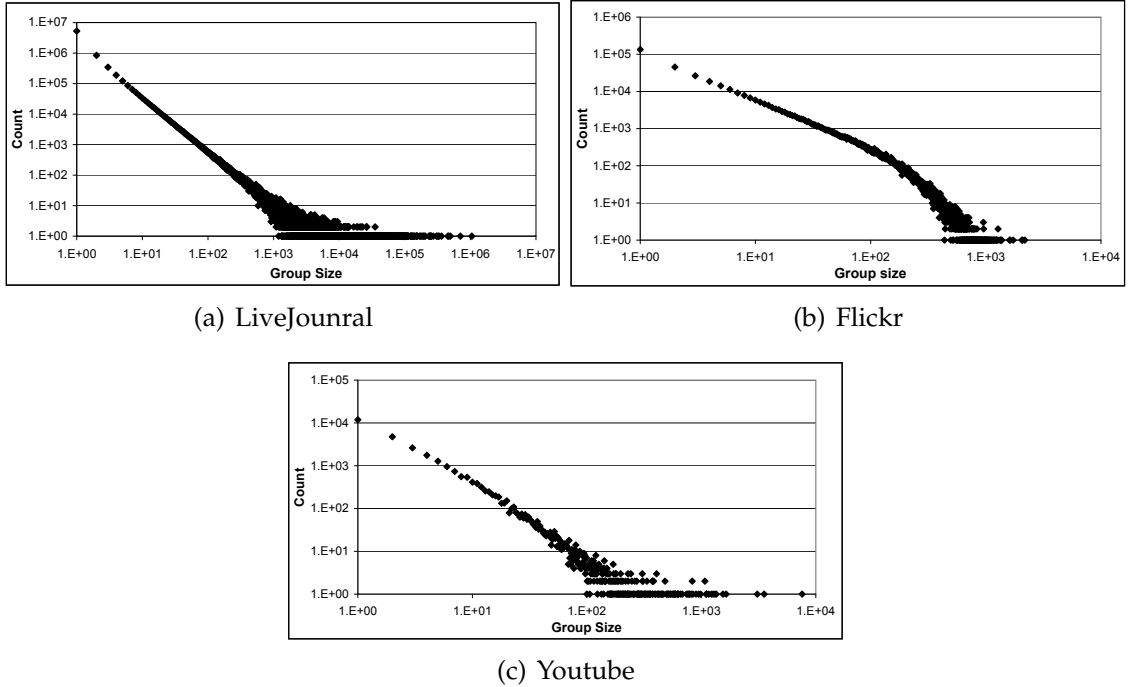 1.E+07
1.E+06
1.E+05
1.E+04
1.E+03
1.E+02
1.E+01
1.E+00
Count
1.E+00 1.E+01 1.E+02 1.E+03 1.E+04 1.E+05 1.E+06 1.E+07
Group Size
(a) LiveJounral
1.E+06
1.E+05
1.E+04
1.E+03
1.E+02
1.E+01
1.E+00
Count
1.E+00 1.E+01 1.E+02 1.E+03 1.E+04
Group size
(b) Flickr
1.E+05
1.E+04
1.E+03
1.E+02
1.E+01
1.E+00
Count
1.E+00 1.E+01 1.E+02 1.E+03 1.E+04
Group Size
(c) Youtube